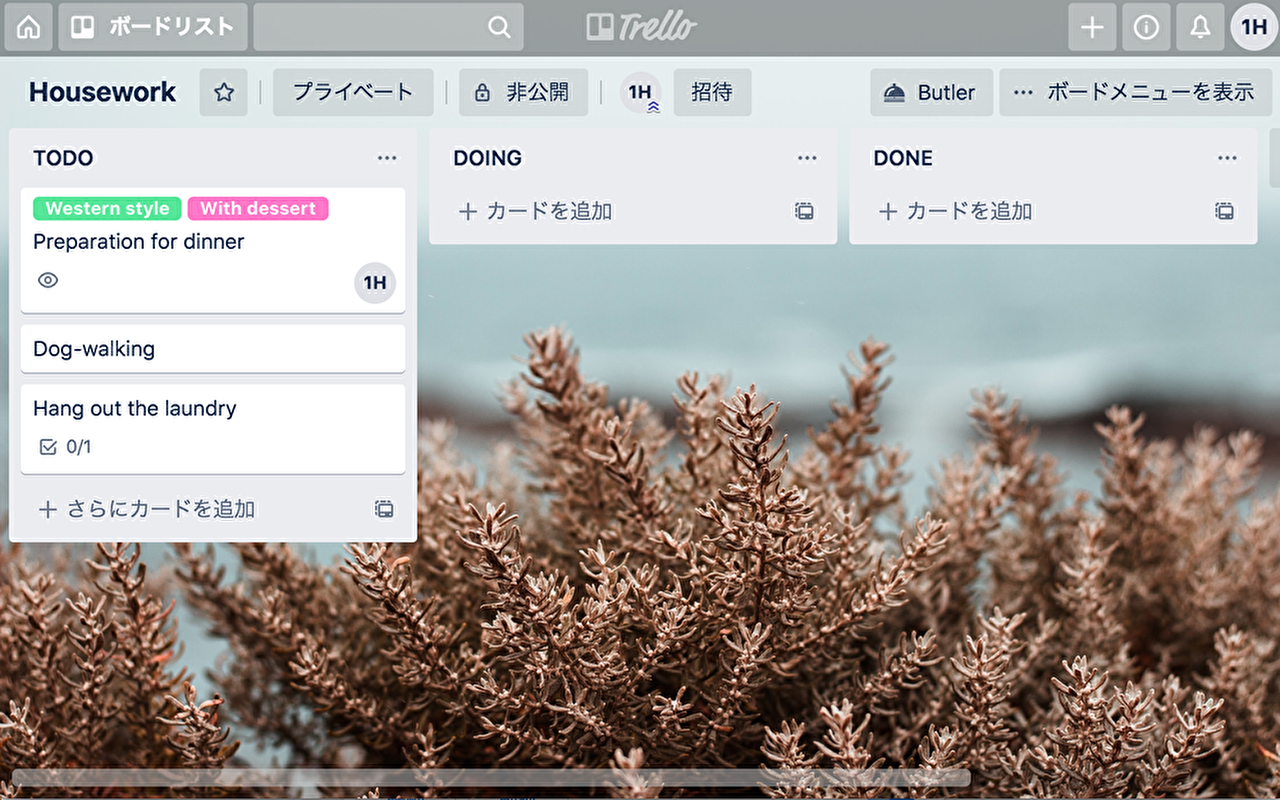 ボードリスト
Trello
1H
Housework
プライベート
非公開
1H
招待
Butler
ボードメニューを表示
TODO
Western style
With dessert
Preparation for dinner
1H
Dog-walking
Hang out the laundry
0/1
さらにカードを追加
DOING
カードを追加
DONE
カードを追加